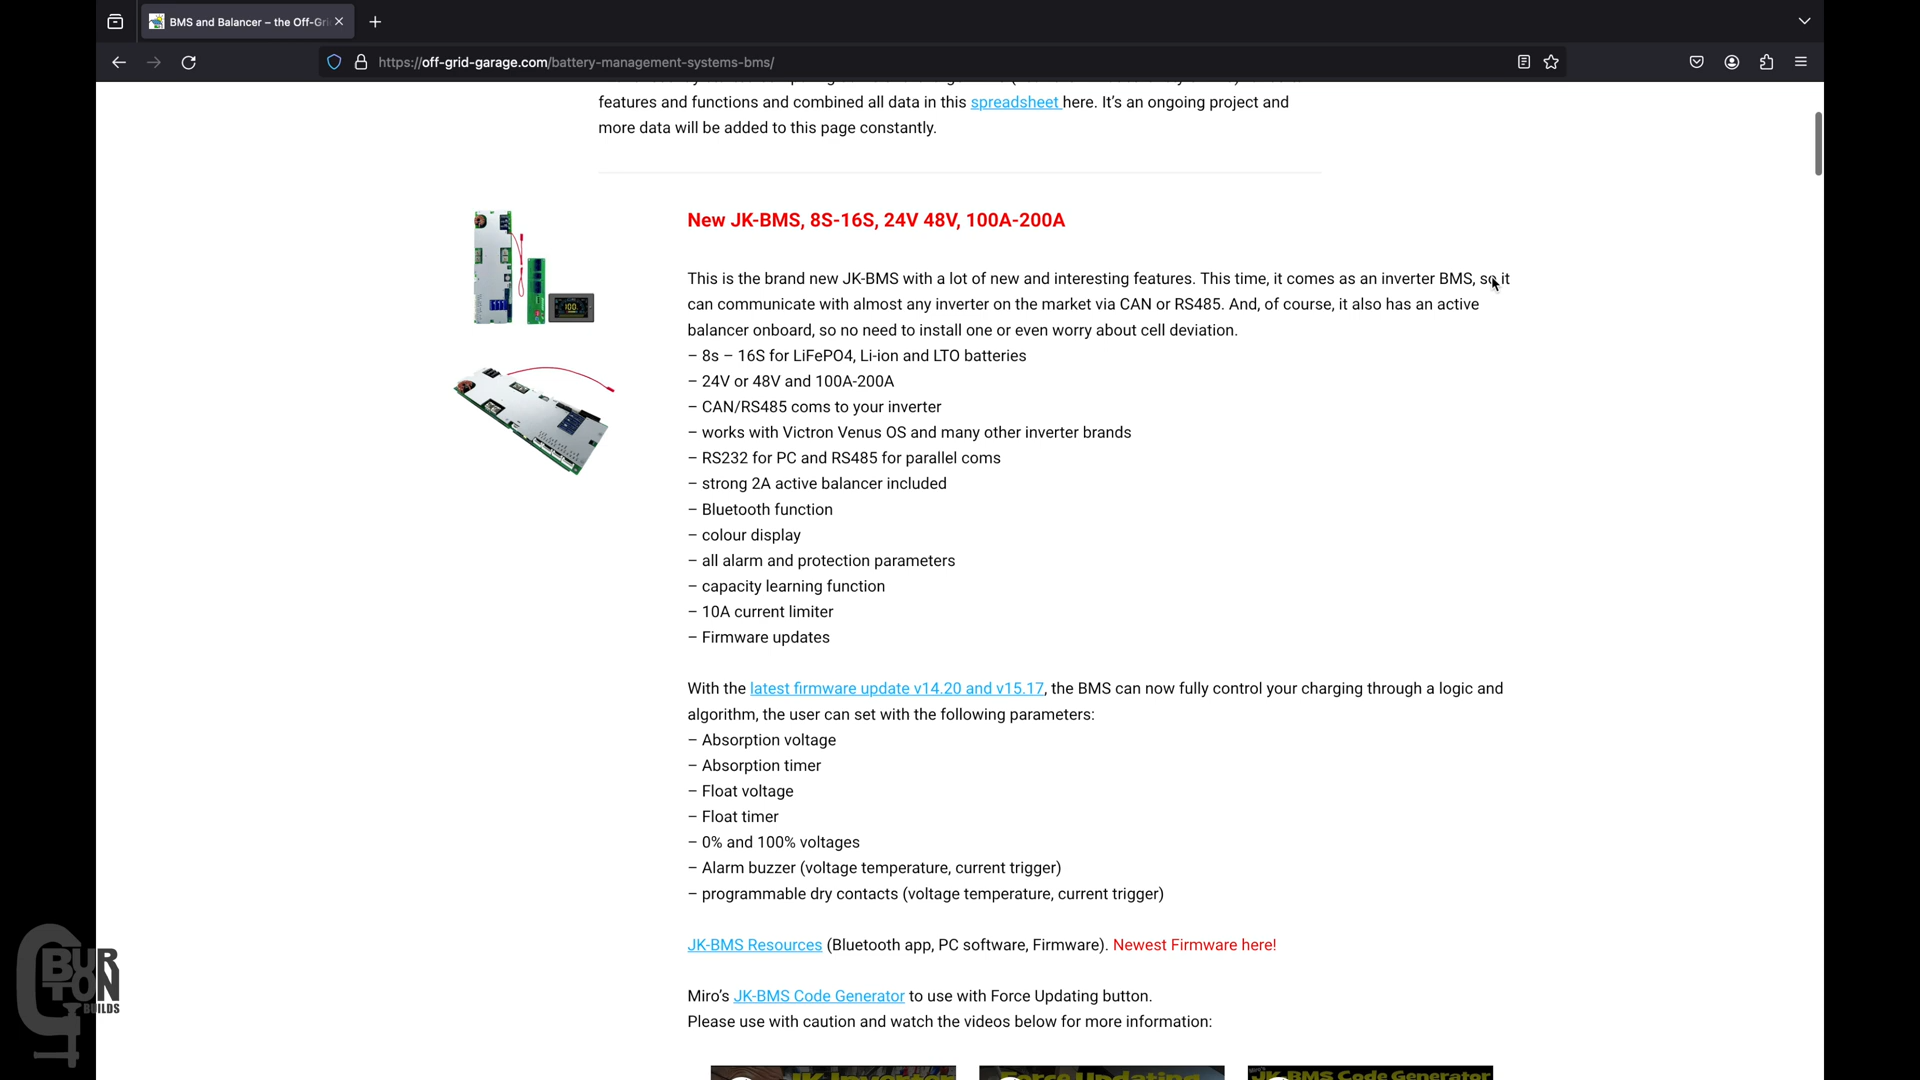 BMS and Balancer – the Off-Gri
https://off-grid-garage.com/battery-management-systems-bms/
features and functions and combined all data in this spreadsheet here. It's an ongoing project and
more data will be added to this page constantly.
New JK-BMS, 8S-16S, 24V 48V, 100A-200A
This is the brand new JK-BMS with a lot of new and interesting features. This time, it comes as an inverter BMS, so it
can communicate with almost any inverter on the market via CAN or RS485. And, of course, it also has an active
balancer onboard, so no need to install one or even worry about cell deviation.
– 8s – 16S for LiFePO4, Li-ion and LTO batteries
– 24V or 48V and 100A-200A
– CAN/RS485 coms to your inverter
– works with Victron Venus OS and many other inverter brands
– RS232 for PC and RS485 for parallel coms
– strong 2A active balancer included
– Bluetooth function
– colour display
– all alarm and protection parameters
– capacity learning function
– 10A current limiter
– Firmware updates
With the latest firmware update v14.20 and v15.17, the BMS can now fully control your charging through a logic and
algorithm, the user can set with the following parameters:
– Absorption voltage
– Absorption timer
– Float voltage
– Float timer
– 0% and 100% voltages
– Alarm buzzer (voltage temperature, current trigger)
– programmable dry contacts (voltage temperature, current trigger)
JK-BMS Resources (Bluetooth app, PC software, Firmware). Newest Firmware here!
Miro's JK-BMS Code Generator to use with Force Updating button.
Please use with caution and watch the videos below for more information:
JK Inverter
Force Updating
JK-BMS Code Generator
BURTON
BUILDS
100